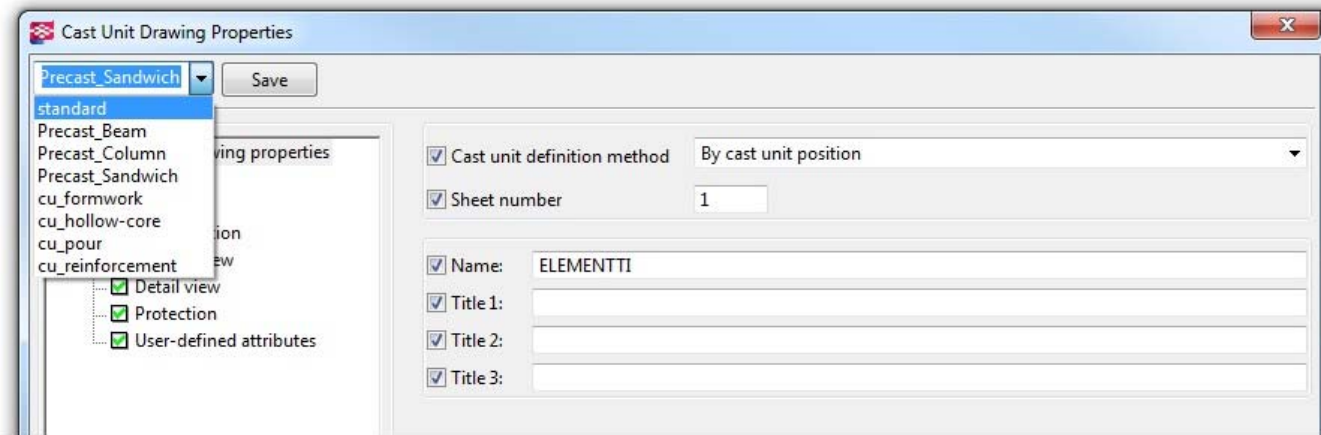 Cast Unit Drawing Properties
Precast_Sandwich Save
standard
Precast_Beam
Precast_Column
Precast_Sandwich
cu_formwork
cu_hollow-core
cu_pour
cu_reinforcement
wing properties
ion
ew
Detail view
Protection
User-defined attributes
Cast unit definition method By cast unit position
Sheet number 1
Name: ELEMENTTI
Title 1:
Title 2:
Title 3: